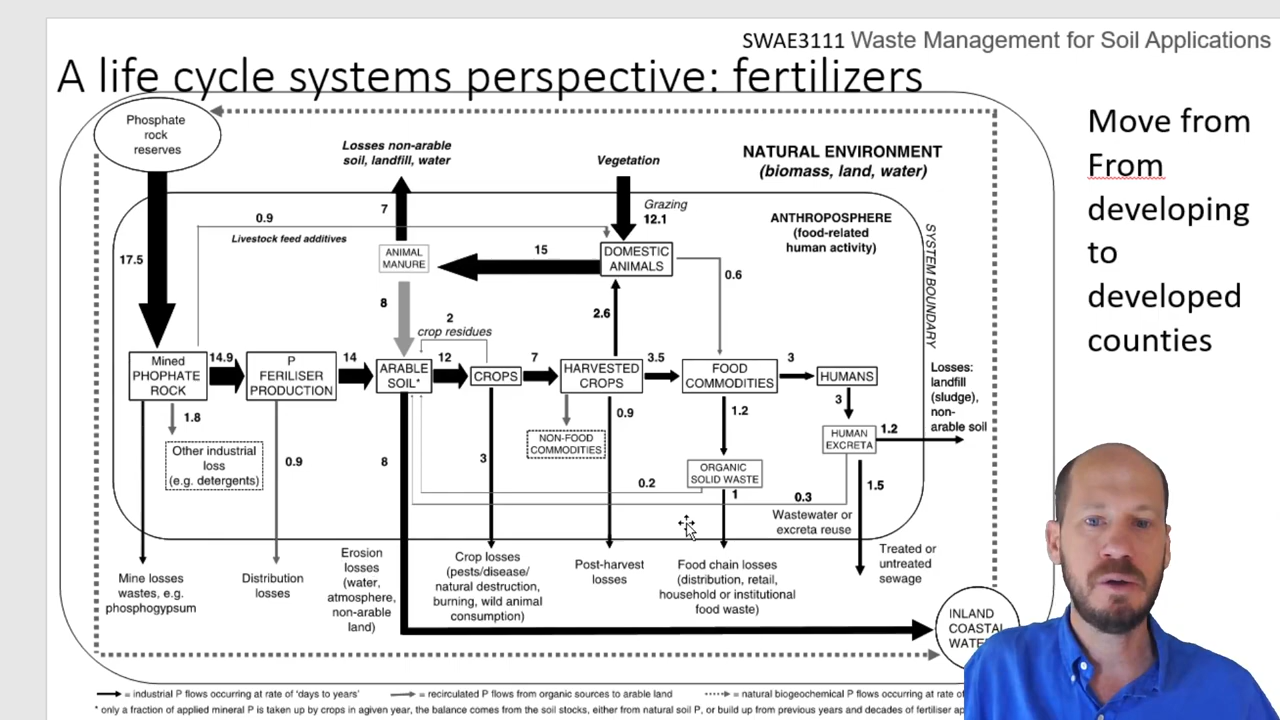 SWAE3111 Waste Management for Soil Applications
A life cycle systems perspective: fertilizers
Move from
From
developing
to
developed
counties
Phosphate
rock
reserves
Losses non-arable
soil, landfill, water
Vegetation
NATURAL ENVIRONMENT
(biomass, land, water)
7
0.9
Livestock feed additives
Grazing
12.1
ANTHROPOSPHERE
(food-related
human activity)
SYSTEM BOUNDARY
17.5
ANIMAL
MANURE
15
DOMESTIC
ANIMALS
0.6
8
2
crop residues
2.6
Mined
PHOPHATE
ROCK
14.9
P
FERILISER
PRODUCTION
14
ARABLE
SOIL*
12
CROPS
7
HARVESTED
CROPS
3.5
FOOD
COMMODITIES
3
HUMANS
Losses:
landfill
(sludge),
non-
arable soil
1.8
Other industrial
loss
(e.g. detergents)
0.9
8
3
NON-FOOD
COMMODITIES
0.9
1.2
ORGANIC
SOLID WASTE
3
HUMAN
EXCRETA
1.2
0.2
1
0.3
1.5
Wastewater or
excreta reuse
Mine losses
wastes, e.g.
phosphogypsum
Distribution
losses
Erosion
losses
(water,
atmosphere,
non-arable
land)
Crop losses
(pests/disease/
natural destruction,
burning, wild animal
consumption)
Post-harvest
losses
Food chain losses
(distribution, retail,
household or institutional
food waste)
Treated or
untreated
sewage
INLAND
COASTAL
= industrial P flows occurring at rate of 'days to years'
= recirculated P flows from organic sources to arable land
= natural biogeochemical P flows occurring at rate of
* only a fraction of applied mineral P is taken up by crops in agiven year, the balance comes from the soil stocks, either from natural soil P, or build up from previous years and decades of fertiliser